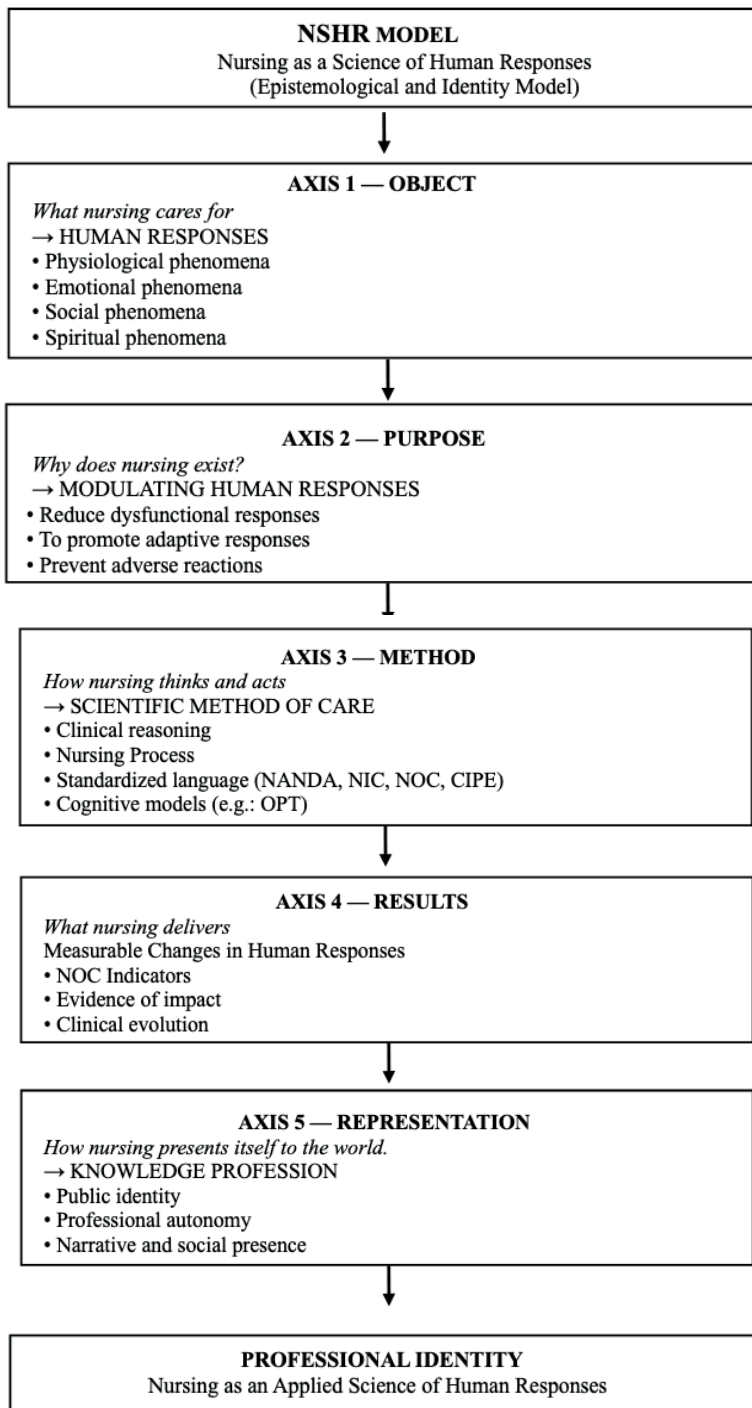 NSHR MODEL
Nursing as a Science of Human Responses
(Epistemological and Identity Model)
AXIS 1 — OBJECT
What nursing cares for
→ HUMAN RESPONSES
• Physiological phenomena
• Emotional phenomena
• Social phenomena
• Spiritual phenomena
AXIS 2 — PURPOSE
Why does nursing exist?
→ MODULATING HUMAN RESPONSES
• Reduce dysfunctional responses
• To promote adaptive responses
• Prevent adverse reactions
AXIS 3 — METHOD
How nursing thinks and acts
→ SCIENTIFIC METHOD OF CARE
• Clinical reasoning
• Nursing Process
• Standardized language (NANDA, NIC, NOC, CIPE)
• Cognitive models (e.g.: OPT)
AXIS 4 — RESULTS
What nursing delivers
Measurable Changes in Human Responses
• NOC Indicators
• Evidence of impact
• Clinical evolution
AXIS 5 — REPRESENTATION
How nursing presents itself to the world.
→ KNOWLEDGE PROFESSION
• Public identity
• Professional autonomy
• Narrative and social presence
PROFESSIONAL IDENTITY
Nursing as an Applied Science of Human Responses